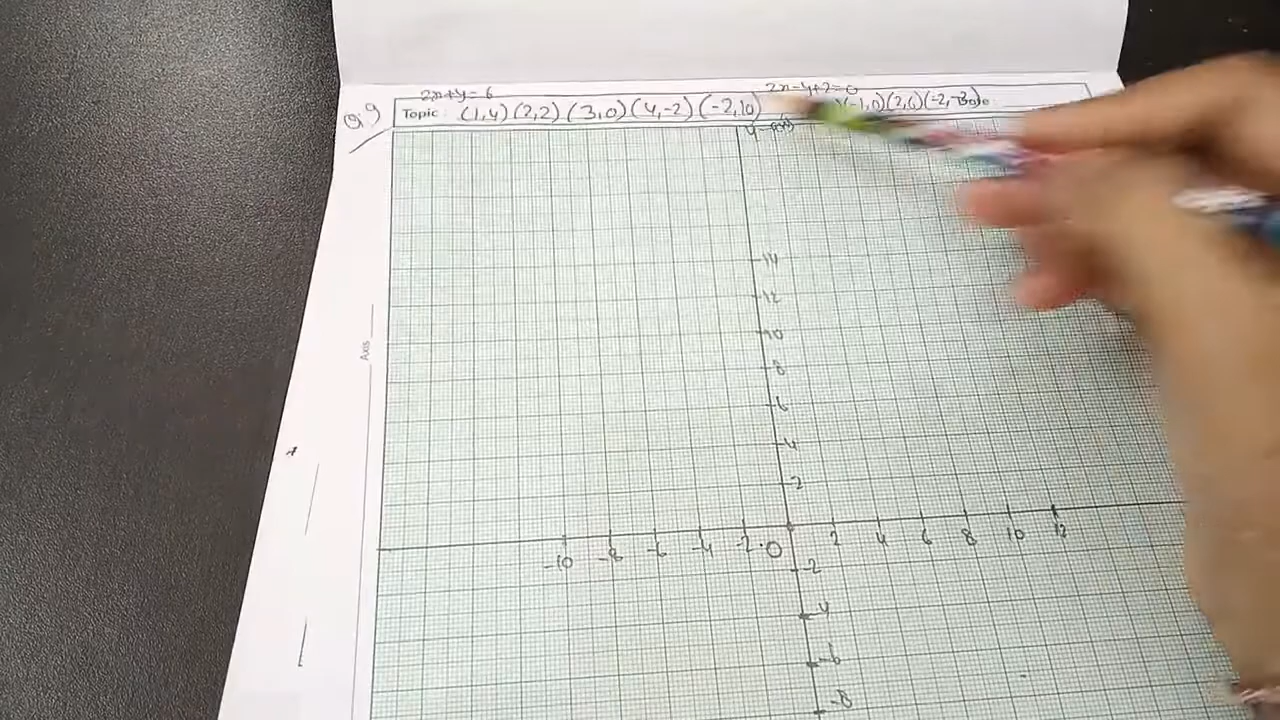 2x+y=6 2x-y+2=0
Q.9 Topic: (1,4) (2,2) (3,0) (4,-2) (-2,10) (-1,0) (2,6)
14
12
10
8
6
4
2
-10 -8 -6 -4 -2 O 2 4 6 8 10 12
-2
-4
-6
-8
Axis